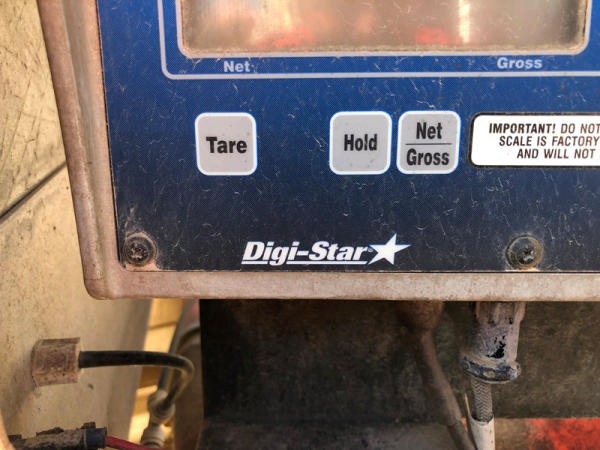 Net Gross
Tare
Hold
Net
Gross
IMPORTANT! DO NOT
SCALE IS FACTORY
AND WILL NOT
Digi-Star